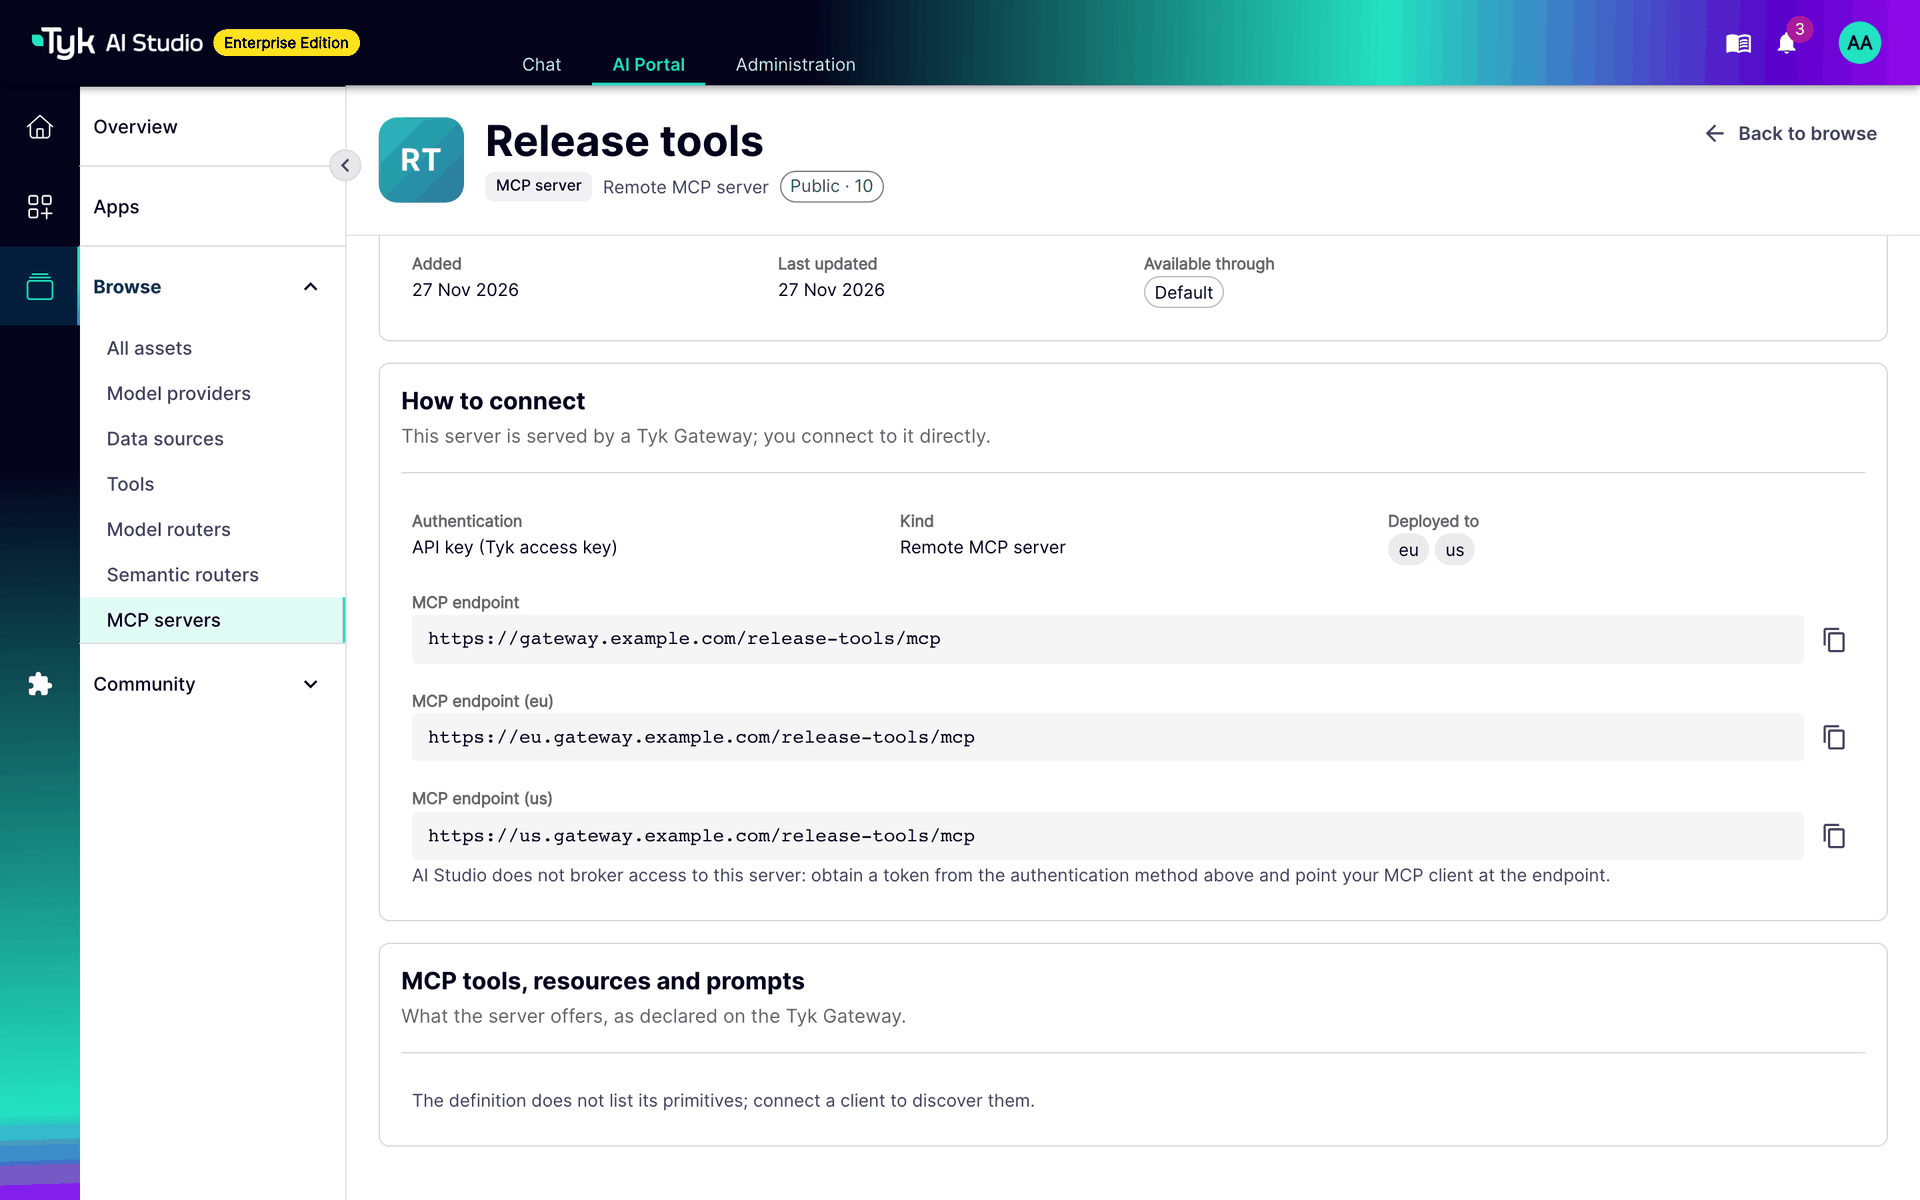 Tyk AI Studio Enterprise Edition
Chat
AI Portal
Administration
3
AA
Overview
Apps
Browse
All assets
Model providers
Data sources
Tools
Model routers
Semantic routers
MCP servers
Community
RT
Release tools
MCP server Remote MCP server Public · 10
Back to browse
Added Last updated Available through
27 Nov 2026 27 Nov 2026 Default
How to connect
This server is served by a Tyk Gateway; you connect to it directly.
Authentication Kind Deployed to
API key (Tyk access key) Remote MCP server eu us
MCP endpoint
https://gateway.example.com/release-tools/mcp
MCP endpoint (eu)
https://eu.gateway.example.com/release-tools/mcp
MCP endpoint (us)
https://us.gateway.example.com/release-tools/mcp
AI Studio does not broker access to this server: obtain a token from the authentication method above and point your MCP client at the endpoint.
MCP tools, resources and prompts
What the server offers, as declared on the Tyk Gateway.
The definition does not list its primitives; connect a client to discover them.